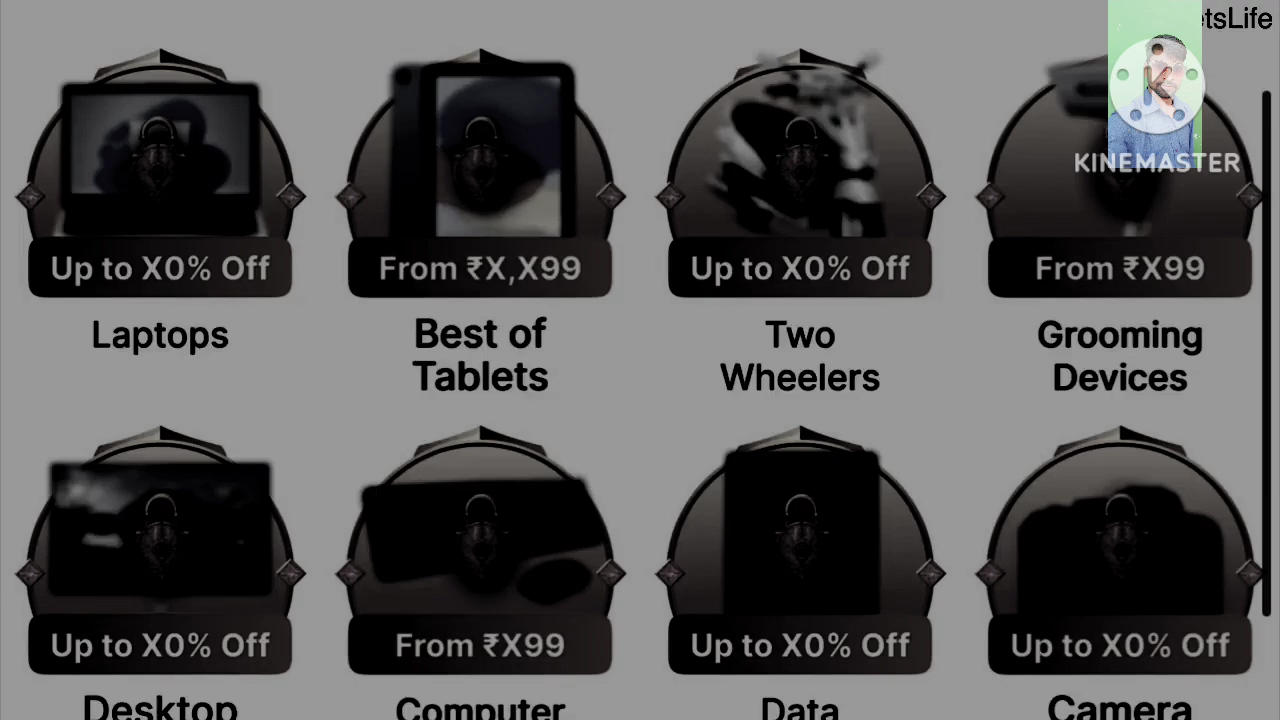 etsLife
KINEMASTER
Up to X0% Off
From ₹X,X99
Up to X0% Off
From ₹X99
Laptops
Best of
Tablets
Two
Wheelers
Grooming
Devices
Up to X0% Off
From ₹X99
Up to X0% Off
Up to X0% Off
Desktop
Computer
Data
Camera